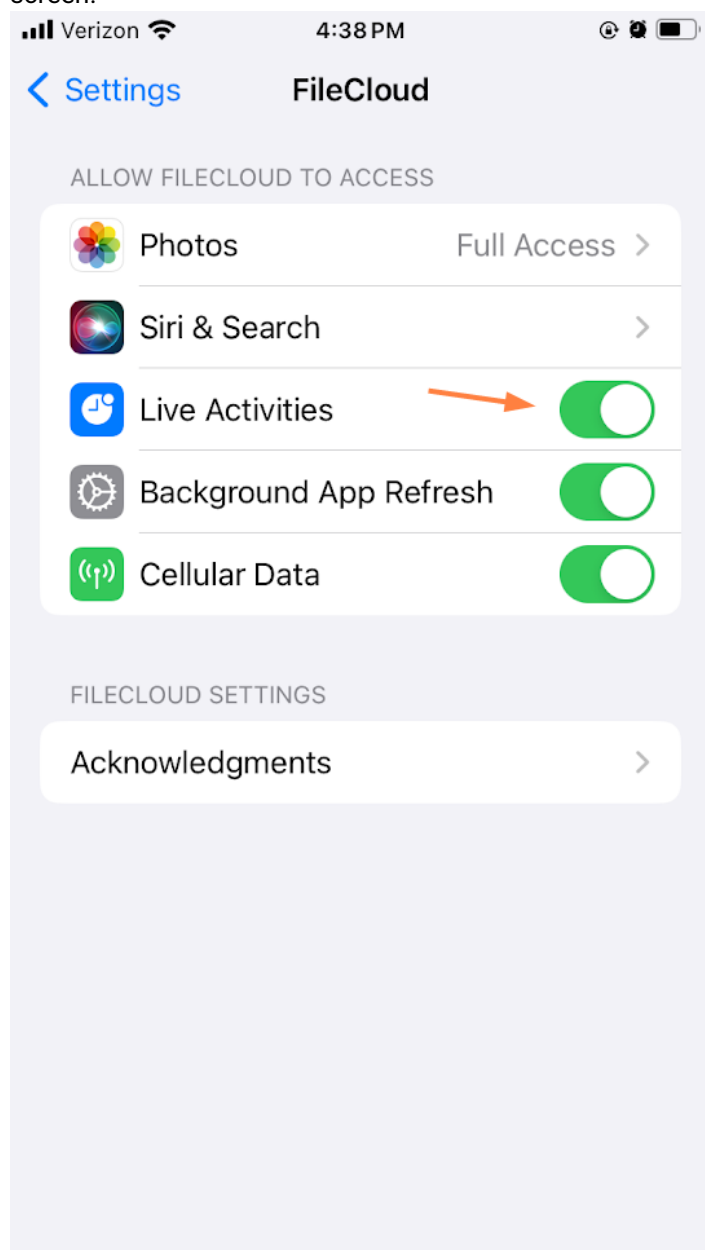 screen.
Verizon 4:38 PM
Settings FileCloud
ALLOW FILECLOUD TO ACCESS
Photos Full Access
Siri & Search
Live Activities
Background App Refresh
Cellular Data
FILECLOUD SETTINGS
Acknowledgments